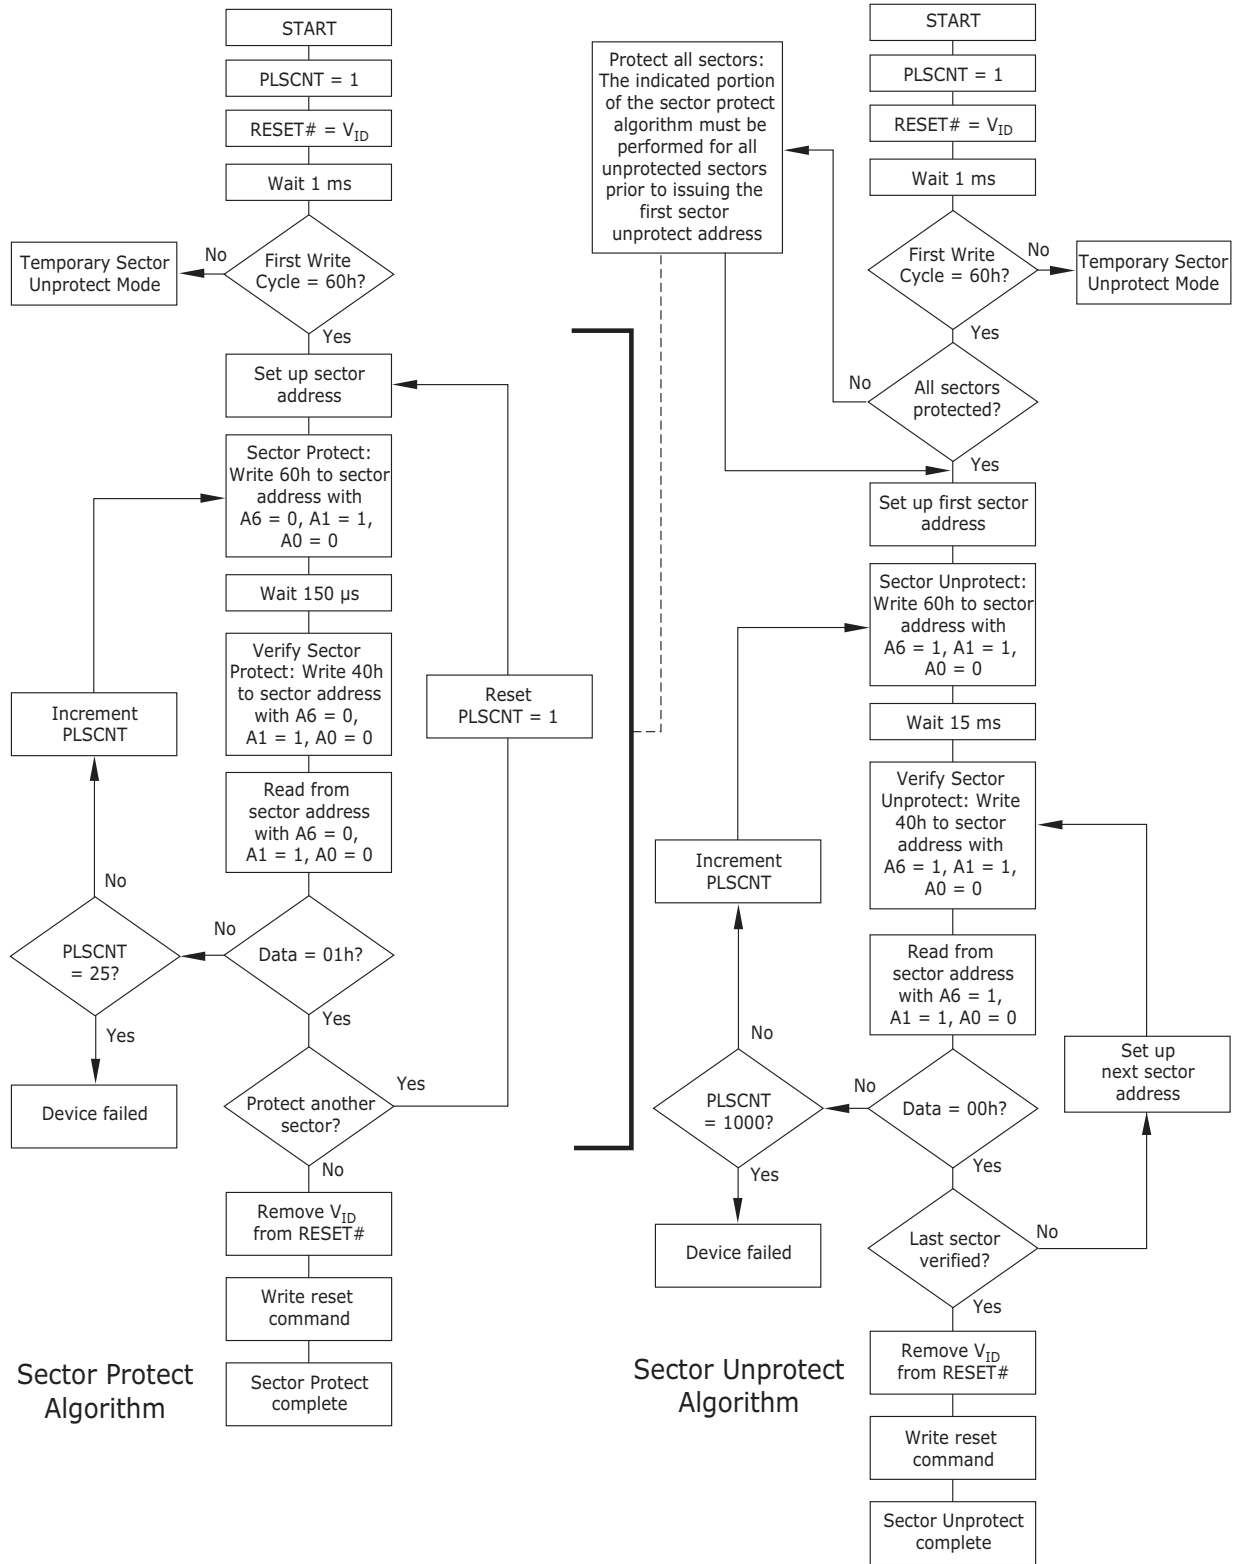 START
PLSCNT = 1
RESET# = VID
Wait 1 ms
First Write
Cycle = 60h?
No
Temporary Sector
Unprotect Mode
Yes
Set up sector
address
Sector Protect:
Write 60h to sector
address with
A6 = 0, A1 = 1,
A0 = 0
Wait 150 µs
Verify Sector
Protect: Write 40h
to sector address
with A6 = 0,
A1 = 1, A0 = 0
Reset
PLSCNT = 1
Increment
PLSCNT
Read from
sector address
with A6 = 0,
A1 = 1, A0 = 0
No
No
PLSCNT
= 25?
Data = 01h?
Yes
Yes
Device failed
Protect another
sector?
Yes
No
Remove VID
from RESET#
Write reset
command
Sector Protect
complete
Sector Protect
Algorithm
Protect all sectors:
The indicated portion
of the sector protect
algorithm must be
performed for all
unprotected sectors
prior to issuing the
first sector
unprotect address
START
PLSCNT = 1
RESET# = VID
Wait 1 ms
First Write
Cycle = 60h?
No
Temporary Sector
Unprotect Mode
Yes
No
All sectors
protected?
Yes
Set up first sector
address
Sector Unprotect:
Write 60h to sector
address with
A6 = 1, A1 = 1,
A0 = 0
Wait 15 ms
Verify Sector
Unprotect: Write
40h to sector
address with
A6 = 1, A1 = 1,
A0 = 0
Increment
PLSCNT
Read from
sector address
with A6 = 1,
A1 = 1, A0 = 0
No
Set up
next sector
address
No
PLSCNT
= 1000?
Data = 00h?
Yes
Yes
Device failed
Last sector
verified?
No
Yes
Remove VID
from RESET#
Write reset
command
Sector Unprotect
complete
Sector Unprotect
Algorithm